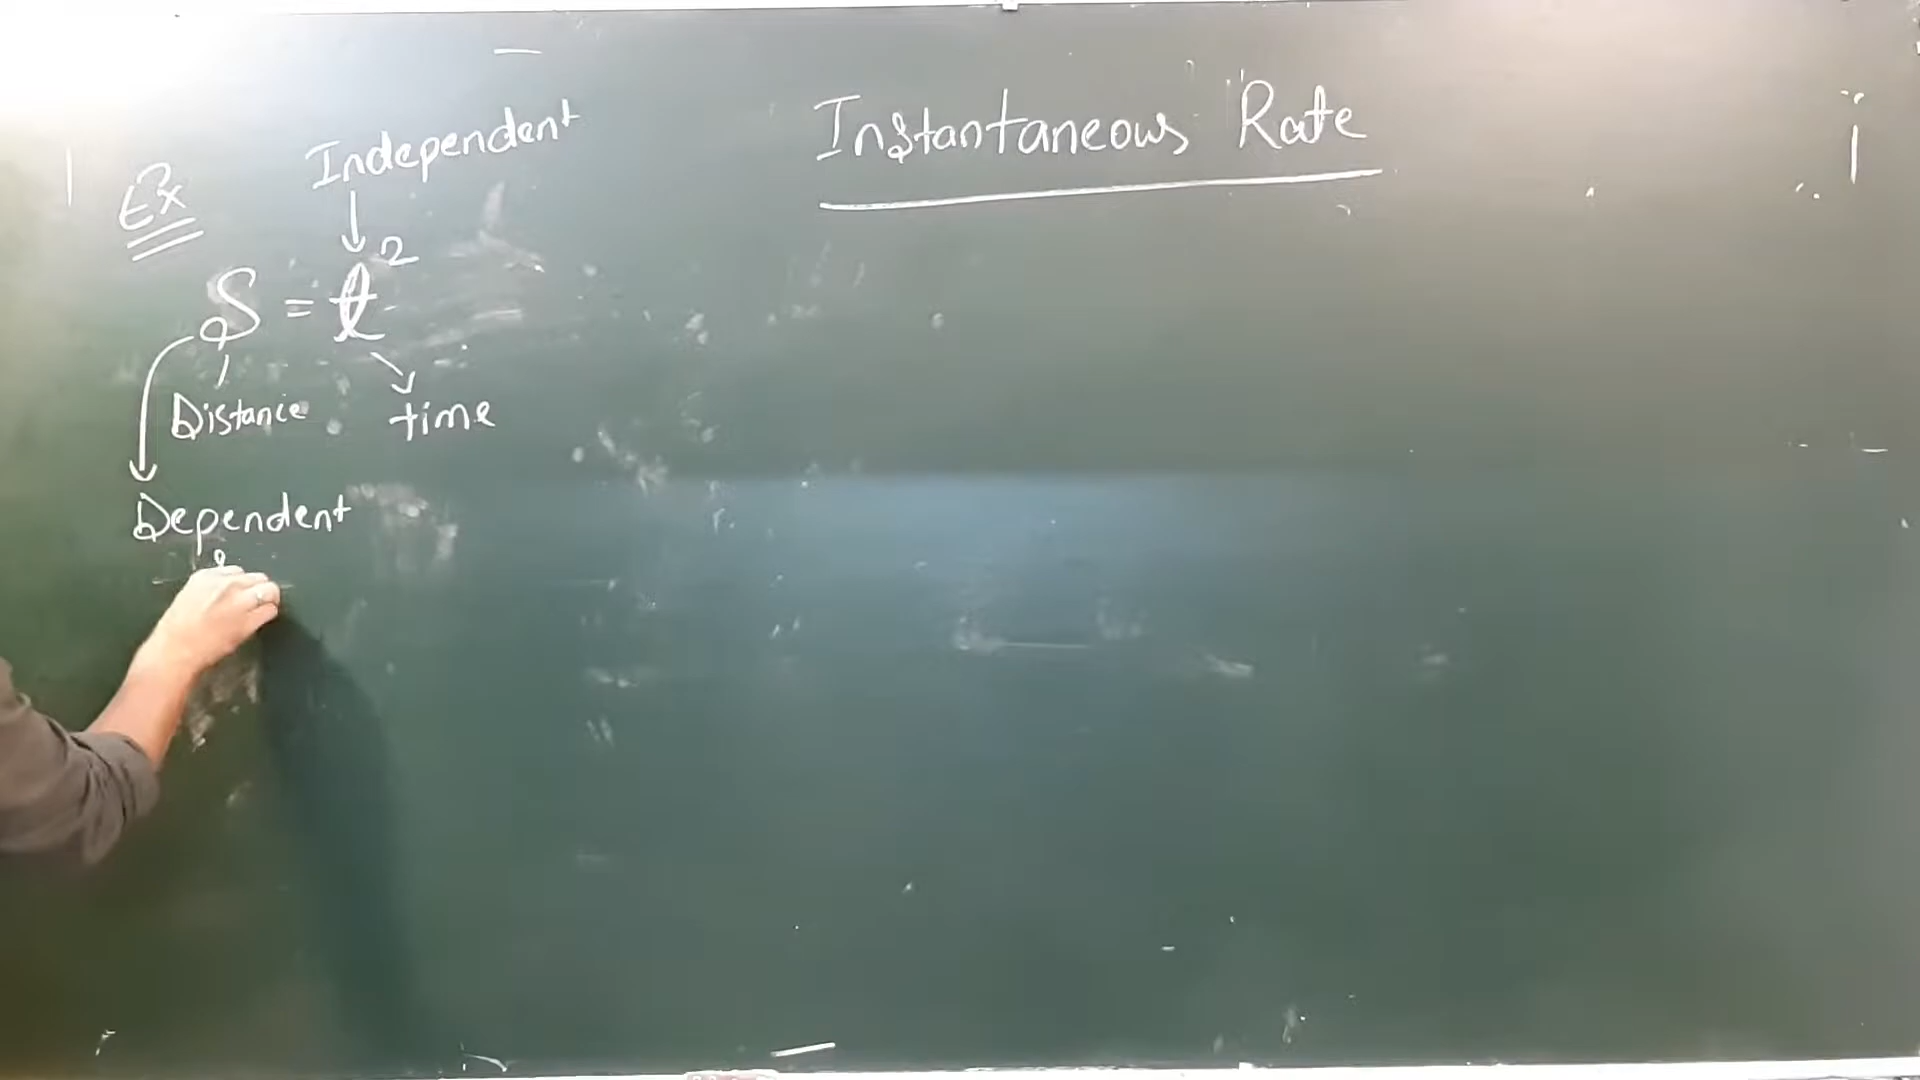 Instantaneous Rate
Ex
Independent
S = t²
Distance
time
Dependent